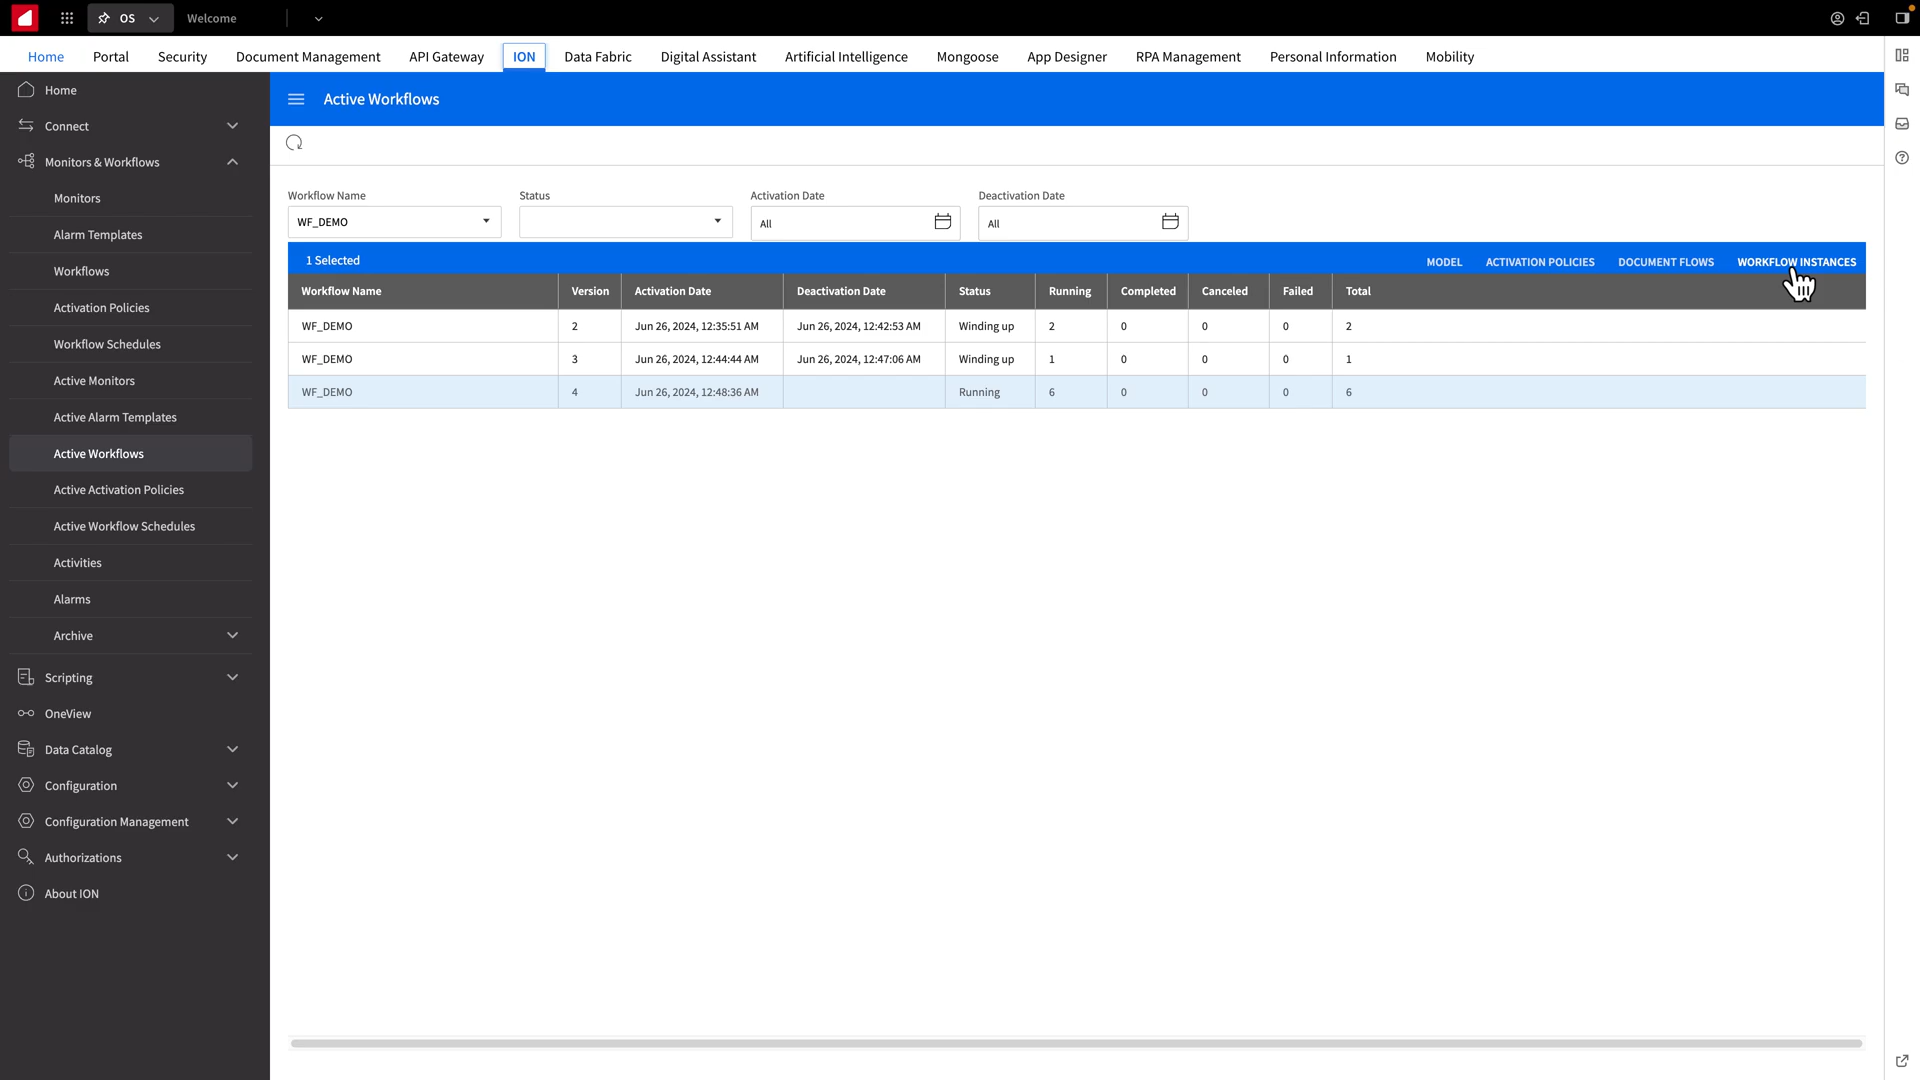 OS
Welcome
Home Portal Security Document Management API Gateway ION Data Fabric Digital Assistant Artificial Intelligence Mongoose App Designer RPA Management Personal Information Mobility
Home
Connect
Monitors & Workflows
Monitors
Alarm Templates
Workflows
Activation Policies
Workflow Schedules
Active Monitors
Active Alarm Templates
Active Workflows
Active Activation Policies
Active Workflow Schedules
Activities
Alarms
Archive
Scripting
OneView
Data Catalog
Configuration
Configuration Management
Authorizations
About ION
Active Workflows
Workflow Name Status Activation Date Deactivation Date
WF_DEMO All All
1 Selected MODEL ACTIVATION POLICIES DOCUMENT FLOWS WORKFLOW INSTANCES
Workflow Name Version Activation Date Deactivation Date Status Running Completed Canceled Failed Total
WF_DEMO 2 Jun 26, 2024, 12:35:51 AM Jun 26, 2024, 12:42:53 AM Winding up 2 0 0 0 2
WF_DEMO 3 Jun 26, 2024, 12:44:44 AM Jun 26, 2024, 12:47:06 AM Winding up 1 0 0 0 1
WF_DEMO 4 Jun 26, 2024, 12:48:36 AM Running 6 0 0 0 6